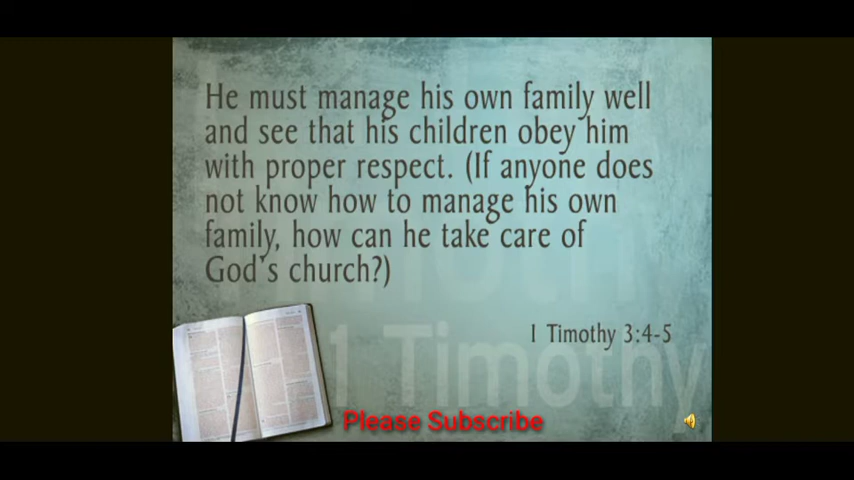 He must manage his own family well
and see that his children obey him
with proper respect. (If anyone does
not know how to manage his own
family, how can he take care of
God's church?)
1 Timothy 3:4-5
1 Timothy
Please Subscribe